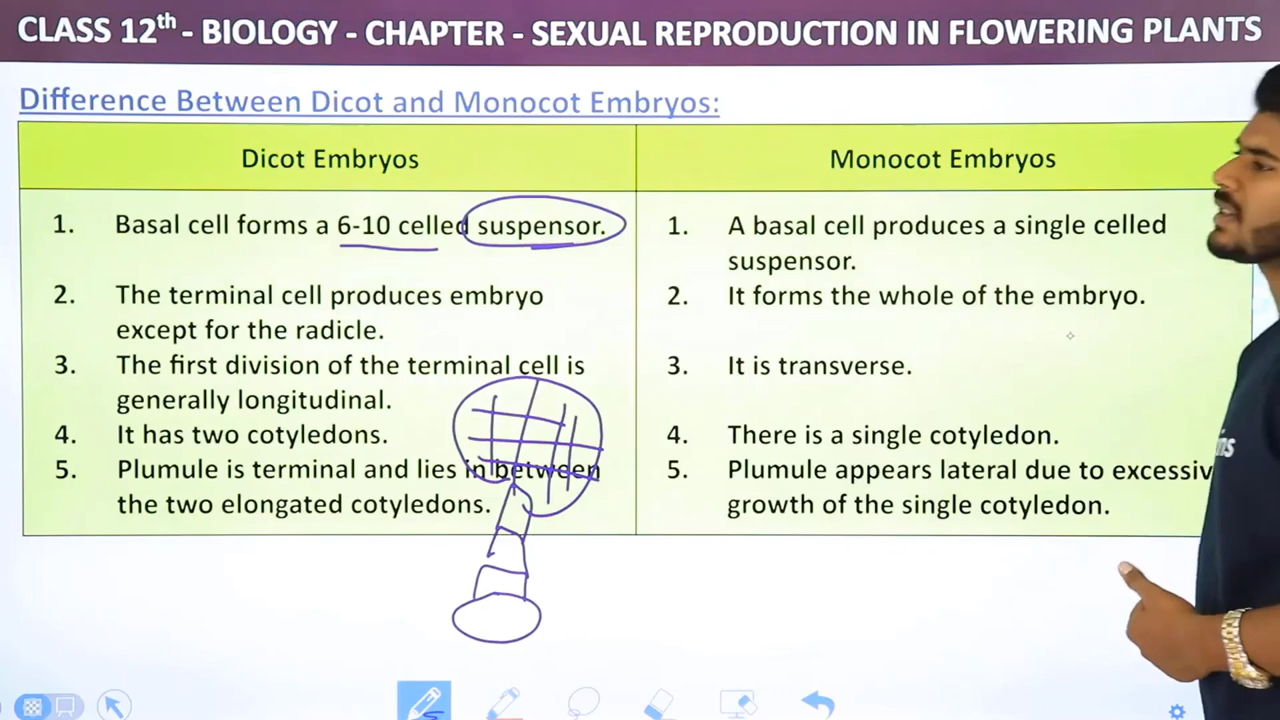 CLASS 12th - BIOLOGY - CHAPTER - SEXUAL REPRODUCTION IN FLOWERING PLANTS
Difference Between Dicot and Monocot Embryos:
Dicot Embryos
1. Basal cell forms a 6-10 celled suspensor.
2. The terminal cell produces embryo
except for the radicle.
3. The first division of the terminal cell is
generally longitudinal.
4. It has two cotyledons.
5. Plumule is terminal and lies in between
the two elongated cotyledons.
Monocot Embryos
1. A basal cell produces a single celled
suspensor.
2. It forms the whole of the embryo.
3. It is transverse.
4. There is a single cotyledon.
5. Plumule appears lateral due to excessiv
growth of the single cotyledon.